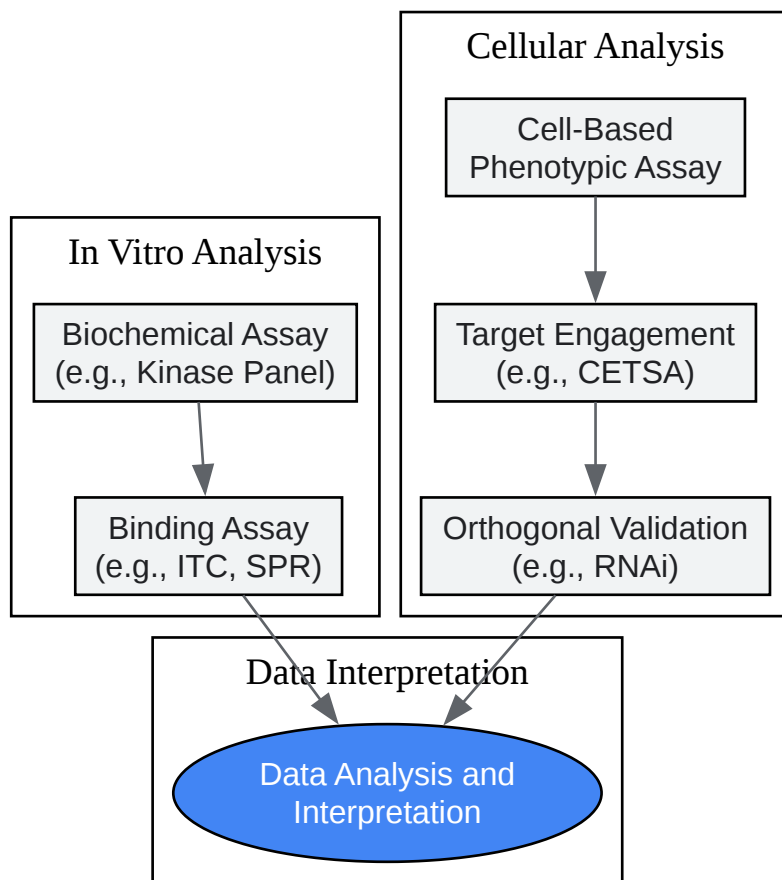 Cellular Analysis
Cell-Based
Phenotypic Assay
Target Engagement
(e.g., CETSA)
Orthogonal Validation
(e.g., RNAi)
In Vitro Analysis
Biochemical Assay
(e.g., Kinase Panel)
Binding Assay
(e.g., ITC, SPR)
Data Interpretation
Data Analysis and
Interpretation